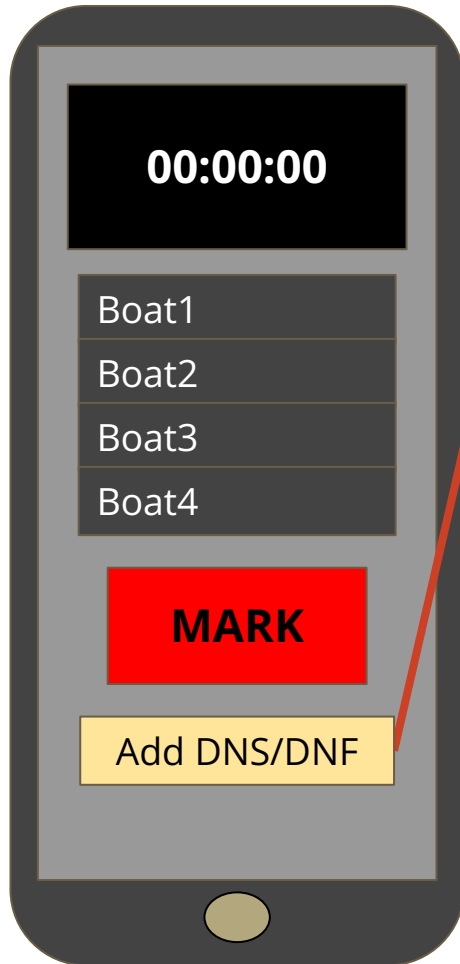 00:00:00
Boat1
Boat2
Boat3
Boat4
MARK
Add DNS/DNF